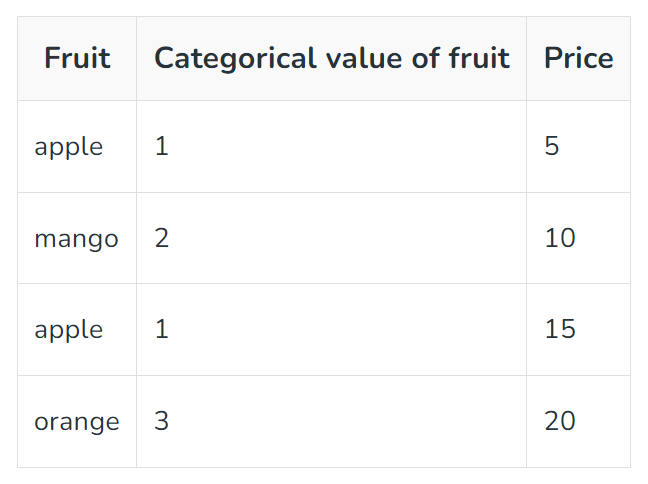 Fruit Categorical value of fruit Price
apple 1 5
mango 2 10
apple 1 15
orange 3 20